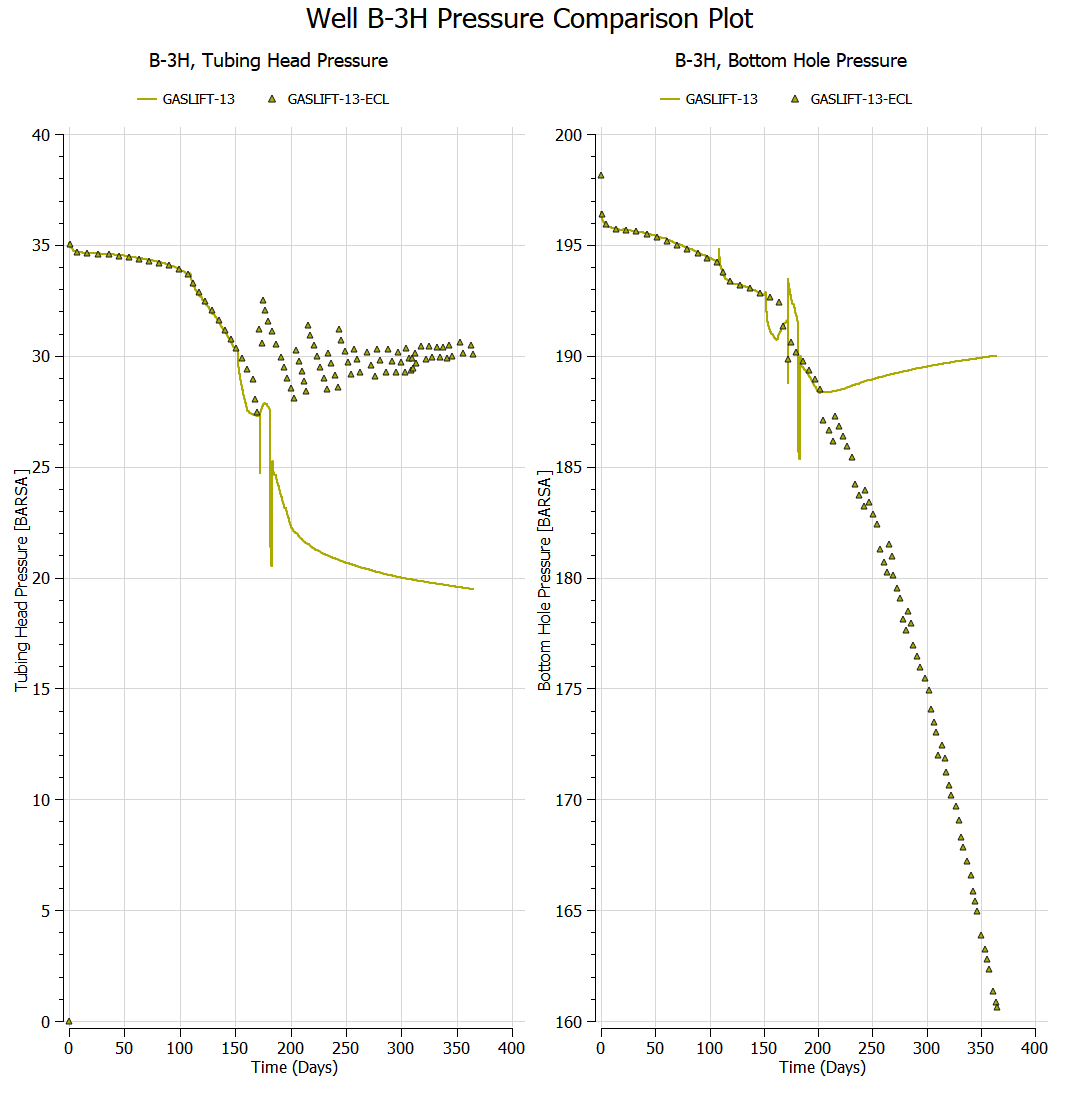 Well B-3H Pressure Comparison Plot
B-3H, Tubing Head Pressure
GASLIFT-13 GASLIFT-13-ECL
40
35
30
25
20
15
10
5
0
Tubing Head Pressure [BARSA]
0 50 100 150 200 250 300 350 400
Time (Days)
B-3H, Bottom Hole Pressure
GASLIFT-13 GASLIFT-13-ECL
200
195
190
185
180
175
170
165
160
Bottom Hole Pressure [BARSA]
0 50 100 150 200 250 300 350 400
Time (Days)